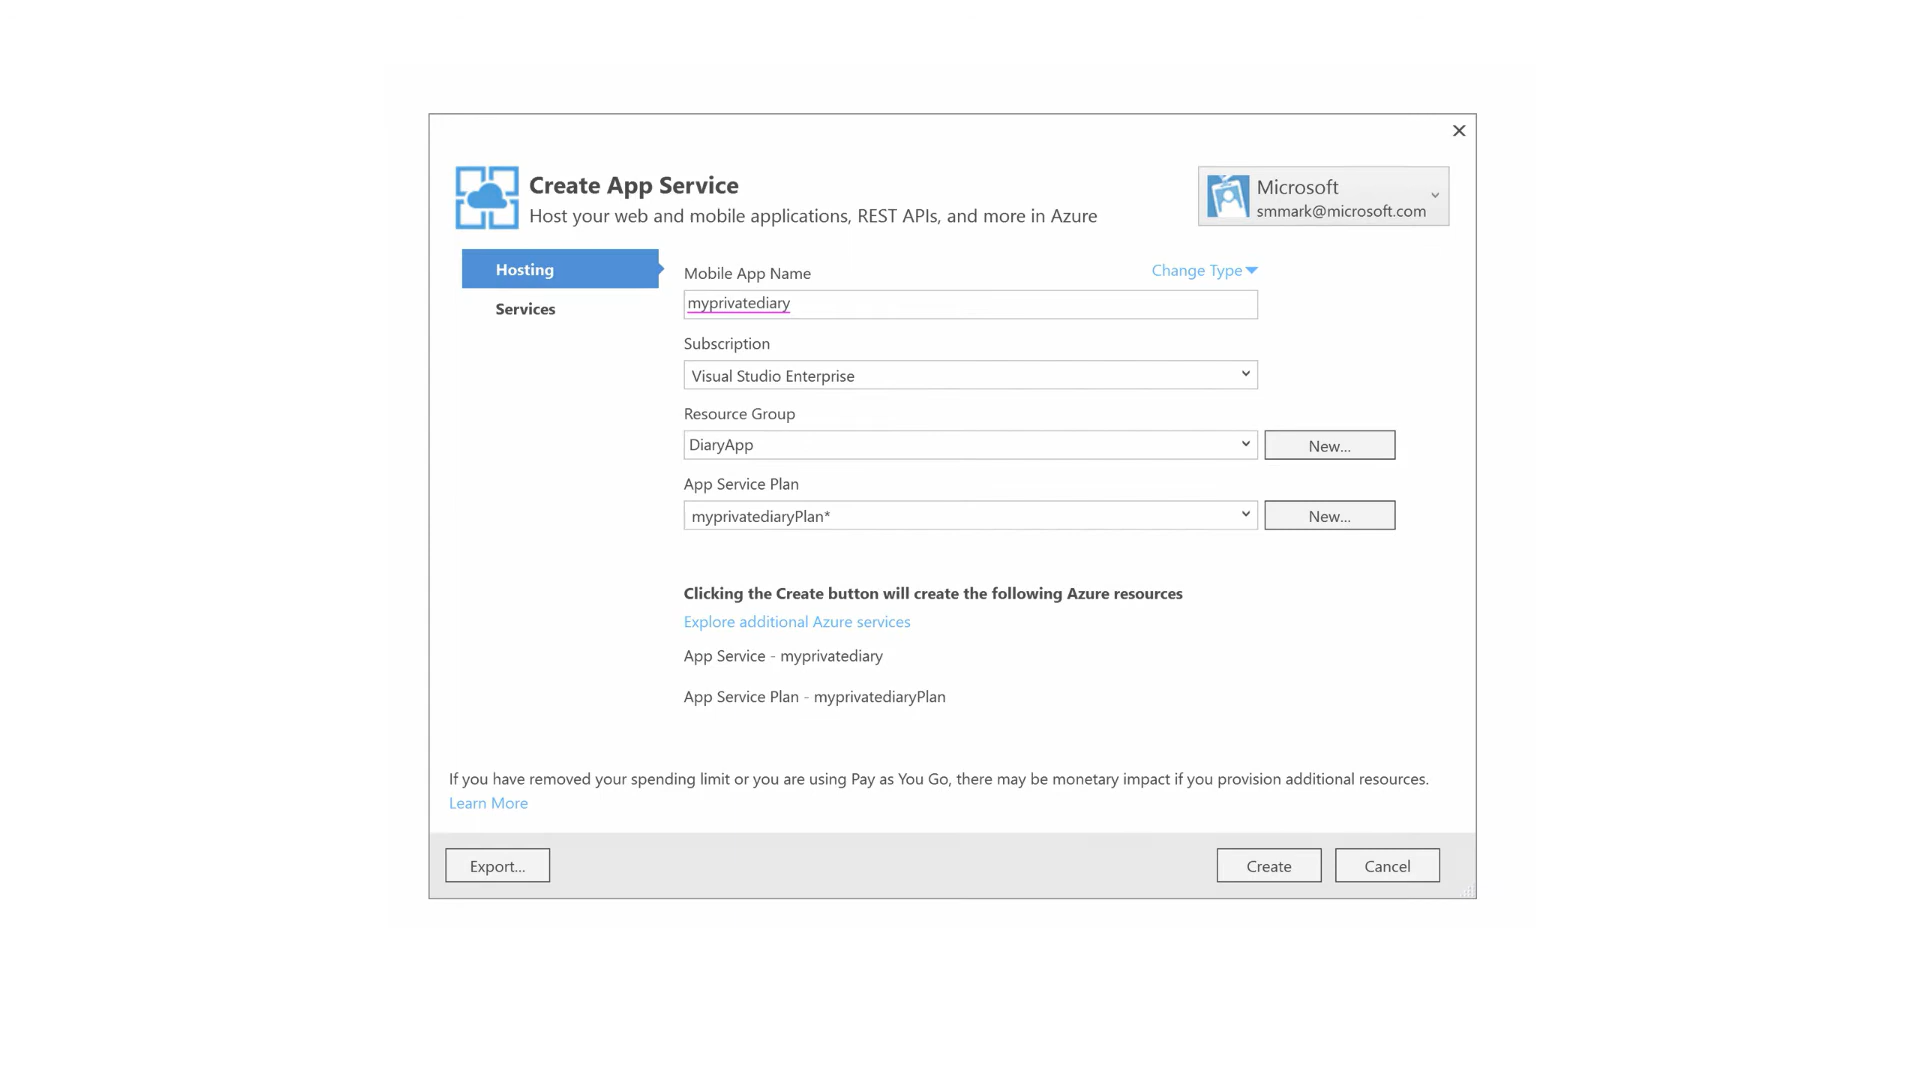 Create App Service
Host your web and mobile applications, REST APIs, and more in Azure
Microsoft
smmark@microsoft.com
Hosting
Services
Mobile App Name
Change Type
myprivatediary
Subscription
Visual Studio Enterprise
Resource Group
DiaryApp
New...
App Service Plan
myprivatediaryPlan*
New...
Clicking the Create button will create the following Azure resources
Explore additional Azure services
App Service - myprivatediary
App Service Plan - myprivatediaryPlan
If you have removed your spending limit or you are using Pay as You Go, there may be monetary impact if you provision additional resources.
Learn More
Export...
Create
Cancel